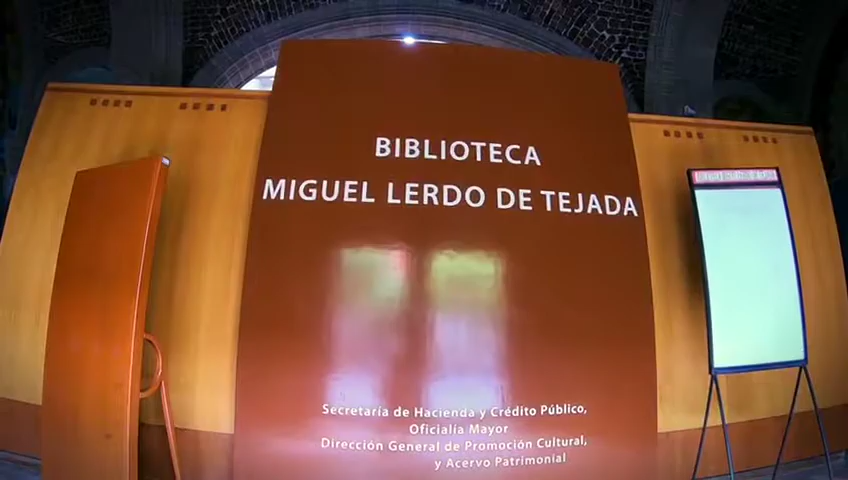 BIBLIOTECA
MIGUEL LERDO DE TEJADA
Secretaría de Hacienda y Crédito Público,
Oficialía Mayor
Dirección General de Promoción Cultural,
y Acervo Patrimonial